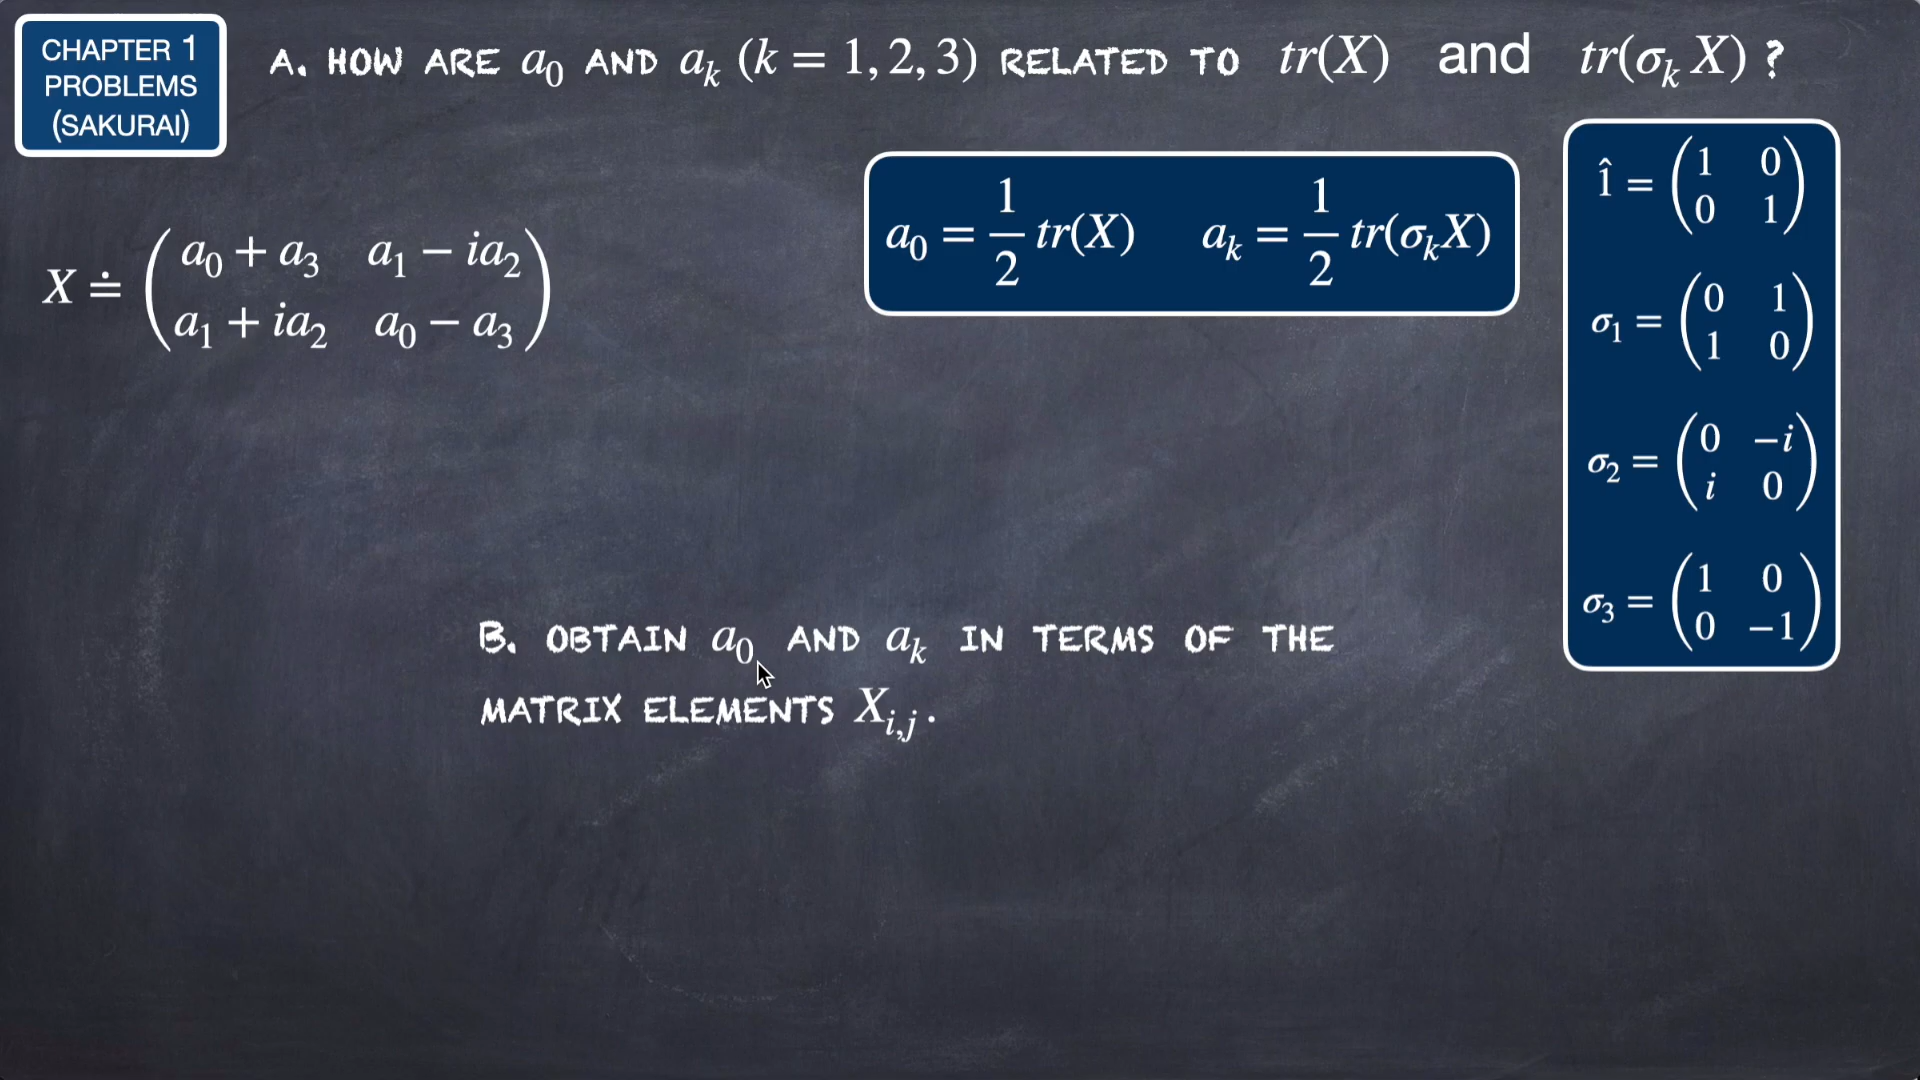 CHAPTER 1
PROBLEMS
(SAKURAI)
A. HOW ARE a₀ AND aₖ (k = 1, 2, 3) RELATED TO tr(X) and tr(σₖ X) ?
X ≐ ( a₀ + a₃   a₁ − ia₂
a₁ + ia₂   a₀ − a₃ )
a₀ = 1/2 tr(X)   aₖ = 1/2 tr(σₖX)
1̂ = ( 1   0
0   1 )
σ₁ = ( 0   1
1   0 )
σ₂ = ( 0   −i
i   0 )
σ₃ = ( 1   0
0   −1 )
B. OBTAIN a₀ AND aₖ IN TERMS OF THE
MATRIX ELEMENTS Xᵢ,ⱼ.